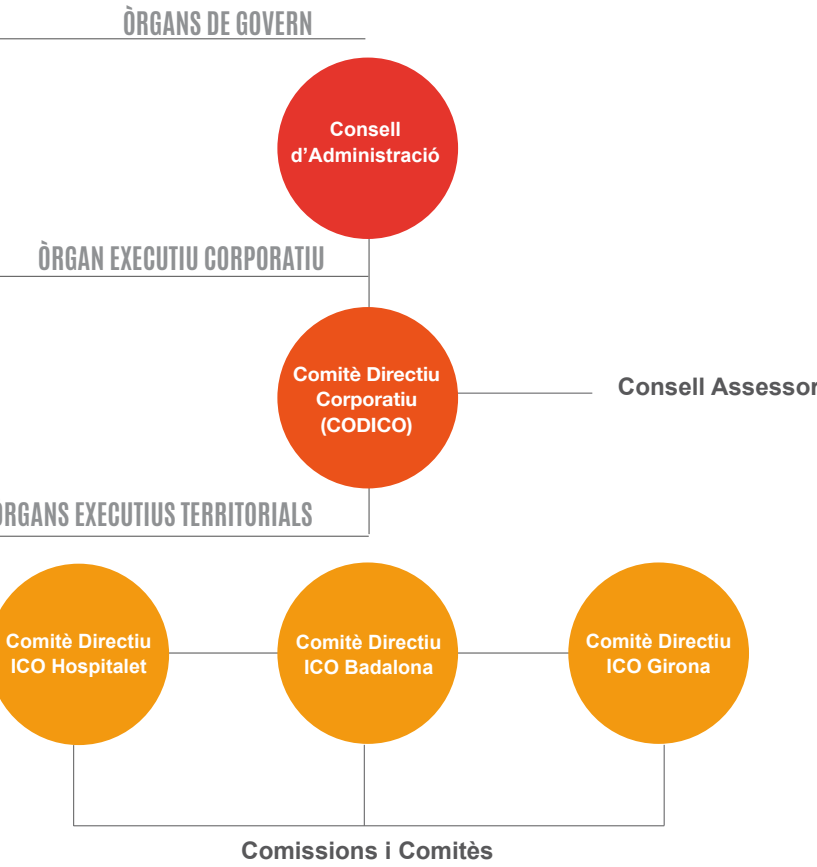 ÒRGANS DE GOVERN
Consell
d’Administració
ÒRGAN EXECUTIU CORPORATIU
Comitè Directiu
Corporatiu
(CODICO)
Consell Assessor
ÒRGANS EXECUTIUS TERRITORIALS
Comitè Directiu
ICO Hospitalet
Comitè Directiu
ICO Badalona
Comitè Directiu
ICO Girona
Comissions i Comitès